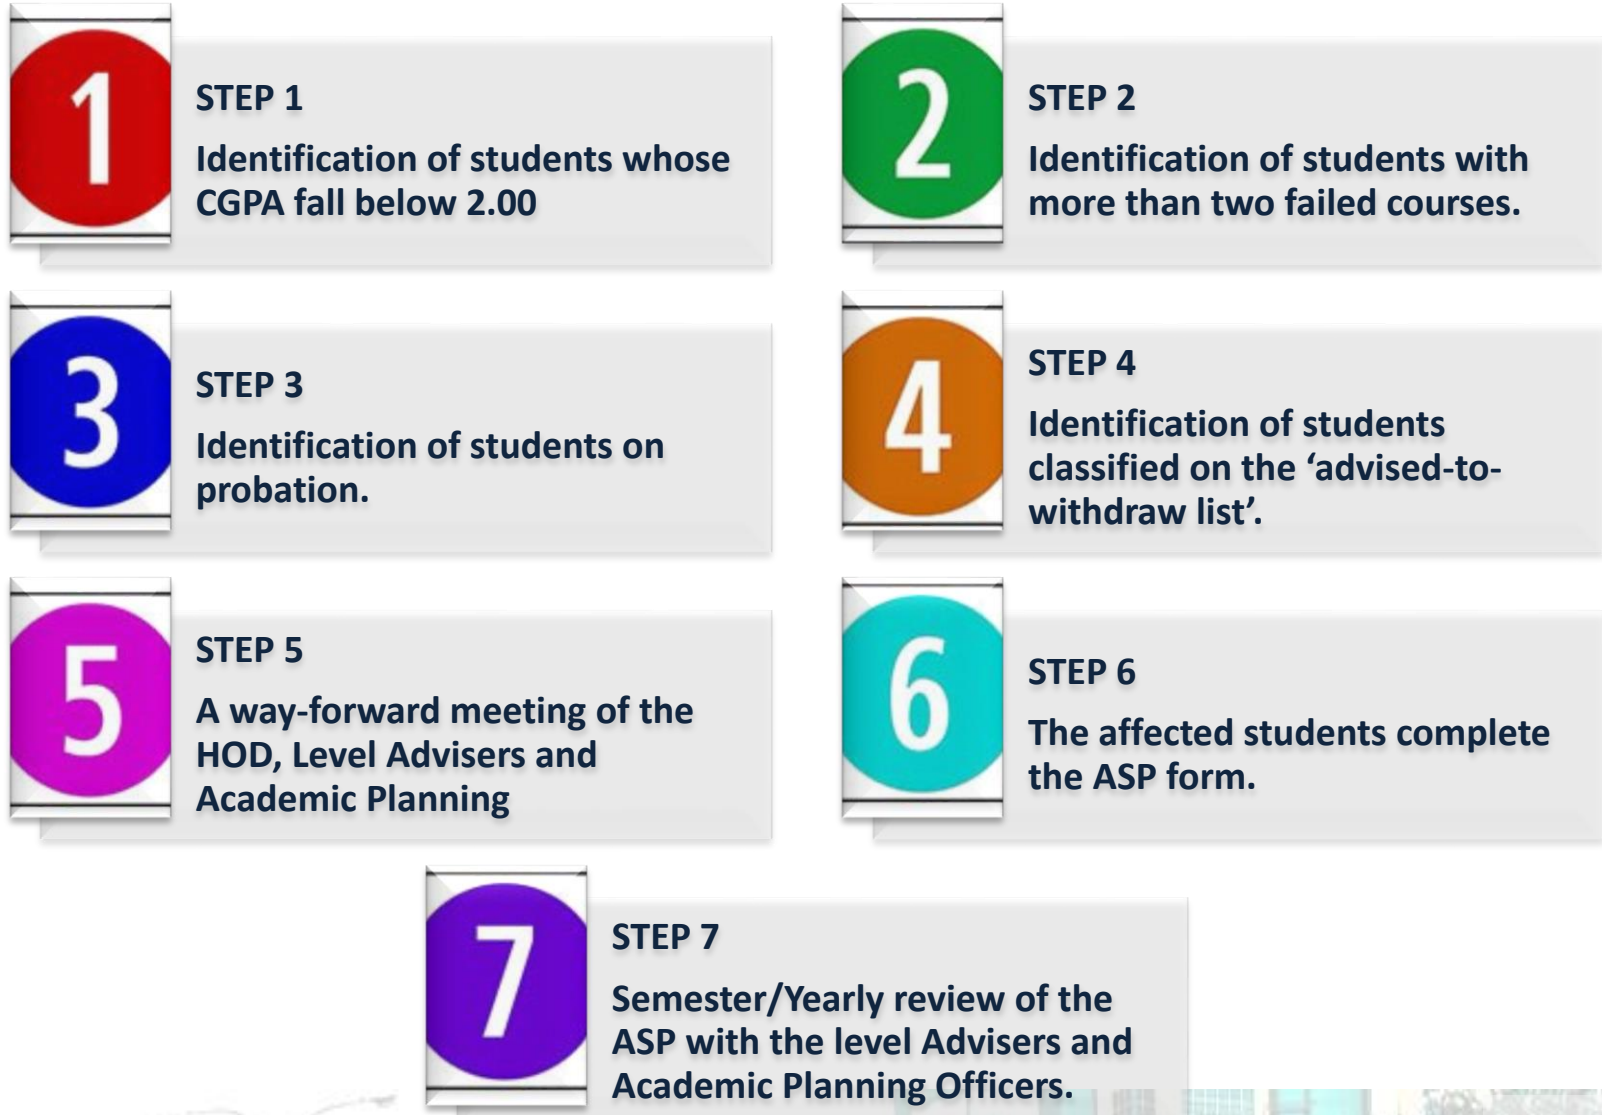 1
STEP 1
Identification of students whose
CGPA fall below 2.00
2
STEP 2
Identification of students with
more than two failed courses.
3
STEP 3
Identification of students on
probation.
4
STEP 4
Identification of students
classified on the ‘advised-to-
withdraw list’.
5
STEP 5
A way-forward meeting of the
HOD, Level Advisers and
Academic Planning
6
STEP 6
The affected students complete
the ASP form.
7
STEP 7
Semester/Yearly review of the
ASP with the level Advisers and
Academic Planning Officers.